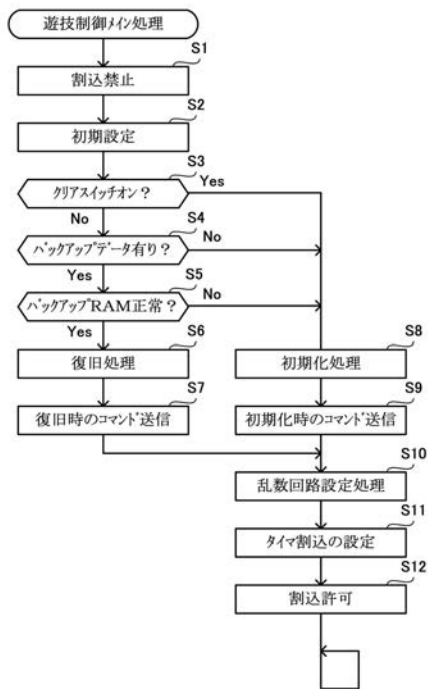 遊技制御メイン処理
S1
割込禁止
S2
初期設定
S3
クリアスイッチオン？
Yes
No
S4
バックアップデータ有り？
No
Yes
S5
バックアップRAM正常？
No
Yes
S6
復旧処理
S8
初期化処理
S7
復旧時のコマンド送信
S9
初期化時のコマンド送信
S10
乱数回路設定処理
S11
タイマ割込の設定
S12
割込許可